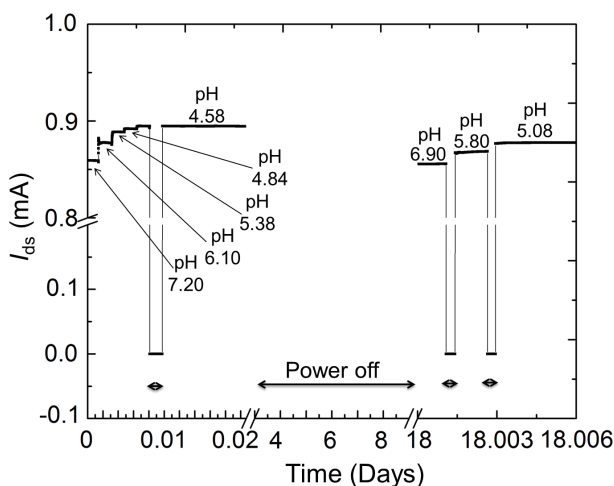 1.0
0.9
0.8
0.1
0.0
-0.1
I_ds (mA)
pH
4.58
pH
4.84
pH
5.38
pH
6.10
pH
7.20
pH
6.90
pH
5.80
pH
5.08
Power off
0 0.01 0.02 4 6 8 18 18.003 18.006
Time (Days)